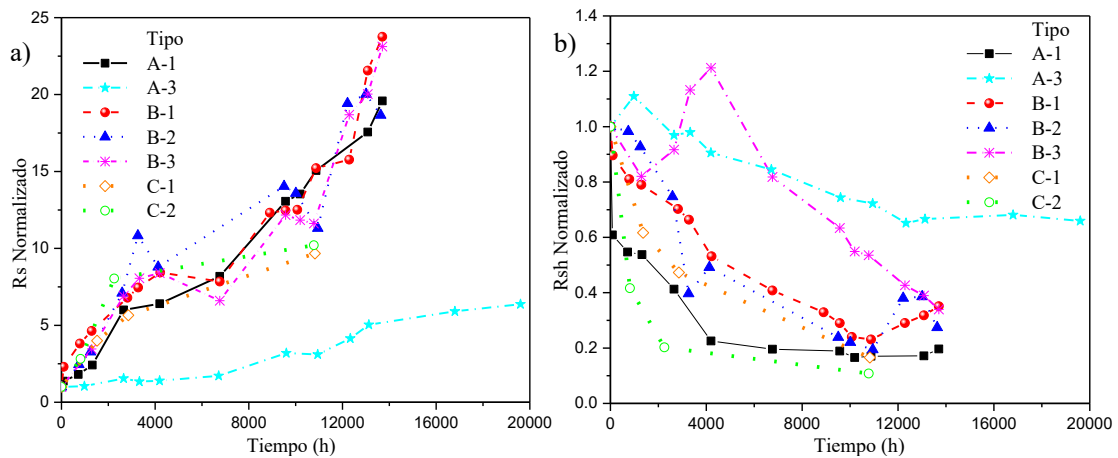 a)
Rs Normalizado
25
20
15
10
5
0
0 4000 8000 12000 16000 20000
Tiempo (h)
Tipo
A-1
A-3
B-1
B-2
B-3
C-1
C-2
b)
Rsh Normalizado
1.4
1.2
1.0
0.8
0.6
0.4
0.2
0.0
0 4000 8000 12000 16000 20000
Tiempo (h)
Tipo
A-1
A-3
B-1
B-2
B-3
C-1
C-2